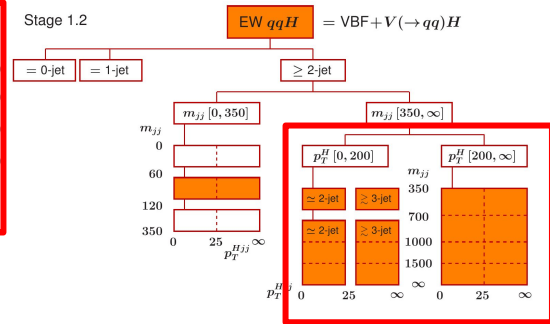 Stage 1.2
EW qqH = VBF+V(→qq)H
= 0-jet
= 1-jet
≥ 2-jet
m_jj [0, 350]
m_jj [350, ∞]
m_jj
0
60
120
350
0 25 ∞
p_T^Hjj
p_T^H [0, 200]
p_T^H [200, ∞]
m_jj
≃ 2-jet ≳ 3-jet
≃ 2-jet ≳ 3-jet
350
700
1000
1500
∞
p_T^Hjj 0 25 ∞
0 25 ∞